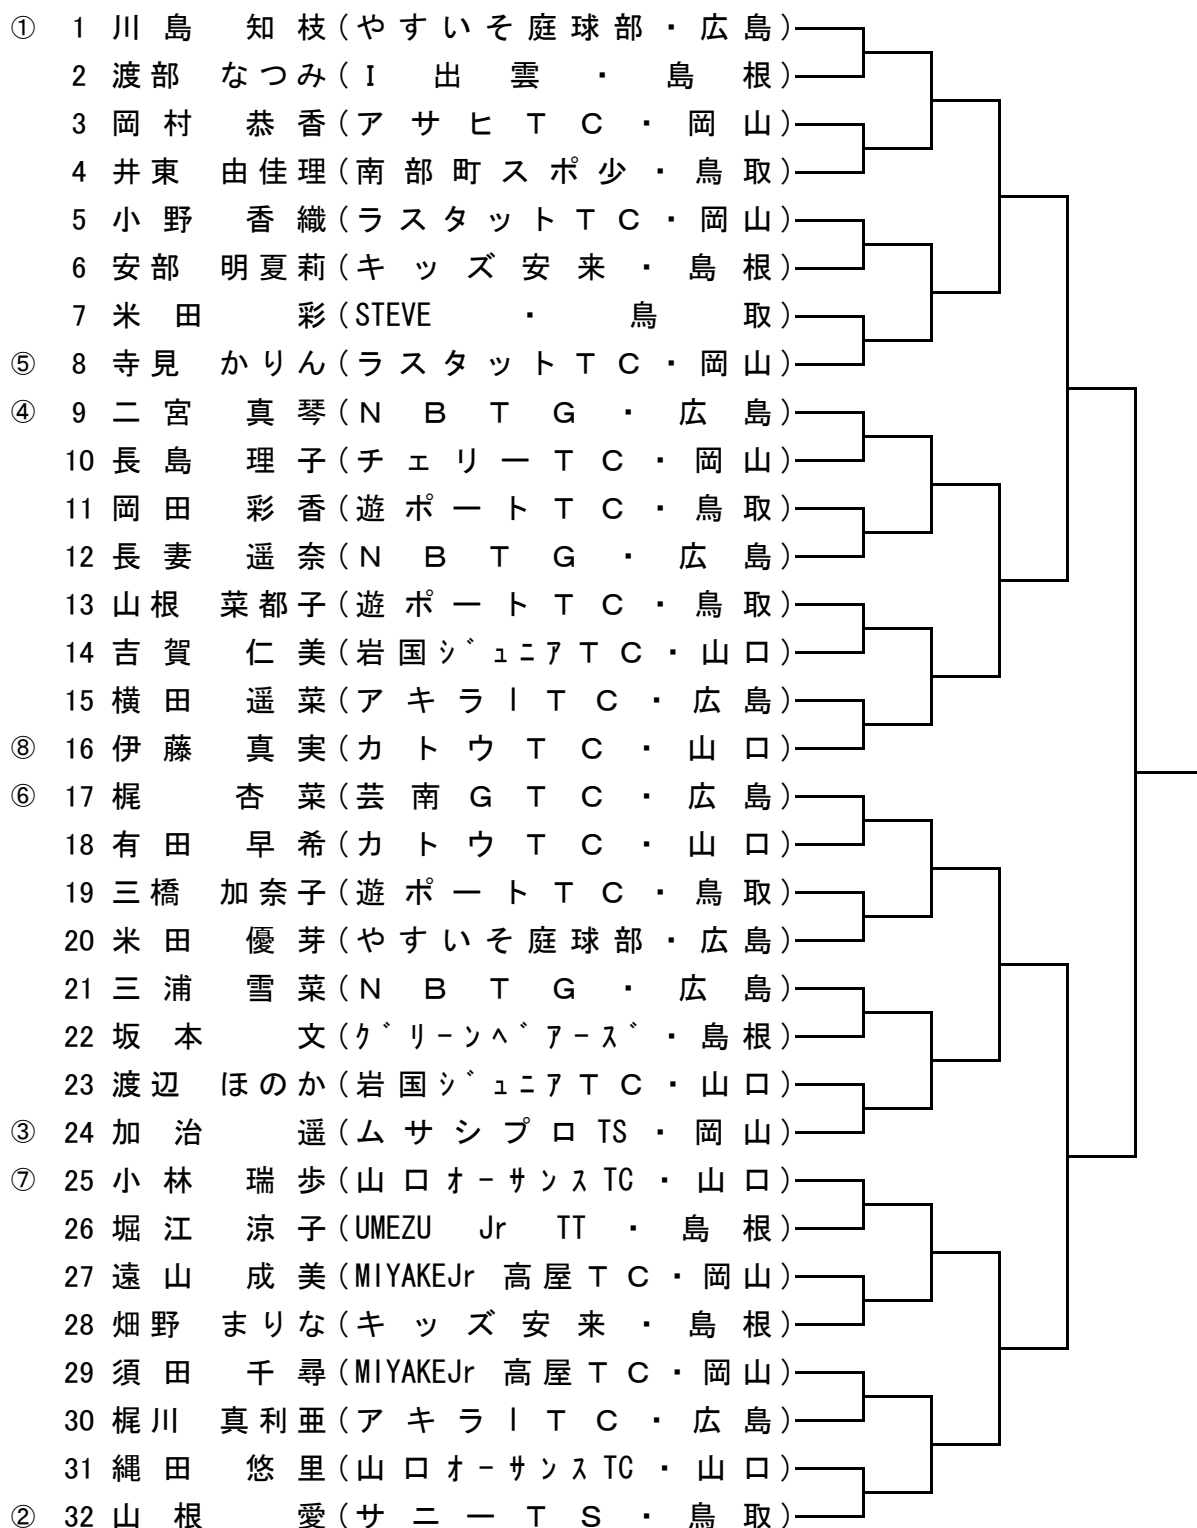 ① 1 川島 知枝(やすいそ庭球部・広島)
2 渡部 なつみ(I出雲・島根)
3 岡村 恭香(アサヒTC・岡山)
4 井東 由佳理(南部町スポ少・鳥取)
5 小野 香織(ラスタットTC・岡山)
6 安部 明夏莉(キッズ安来・島根)
7 米田 彩(STEVE・鳥取)
⑤ 8 寺見 かりん(ラスタットTC・岡山)
④ 9 二宮 真琴(NBTG・広島)
10 長島 理子(チェリーTC・岡山)
11 岡田 彩香(遊ポートTC・鳥取)
12 長妻 遥奈(NBTG・広島)
13 山根 菜都子(遊ポートTC・鳥取)
14 吉賀 仁美(岩国ジュニアTC・山口)
15 横田 遥菜(アキラｌTC・広島)
⑧ 16 伊藤 真実(カトウTC・山口)
⑥ 17 梶 杏菜(芸南GTC・広島)
18 有田 早希(カトウTC・山口)
19 三橋 加奈子(遊ポートTC・鳥取)
20 米田 優芽(やすいそ庭球部・広島)
21 三浦 雪菜(NBTG・広島)
22 坂本 文(グリーンベアーズ・島根)
23 渡辺 ほのか(岩国ジュニアTC・山口)
③ 24 加治 遥(ムサシプロTS・岡山)
⑦ 25 小林 瑞歩(山口オーサンスTC・山口)
26 堀江 涼子(UMEZU Jr TT・島根)
27 遠山 成美(MIYAKEJr 高屋TC・岡山)
28 畑野 まりな(キッズ安来・島根)
29 須田 千尋(MIYAKEJr 高屋TC・岡山)
30 梶川 真利亜(アキラｌTC・広島)
31 縄田 悠里(山口オーサンスTC・山口)
② 32 山根 愛(サニーTS・鳥取)